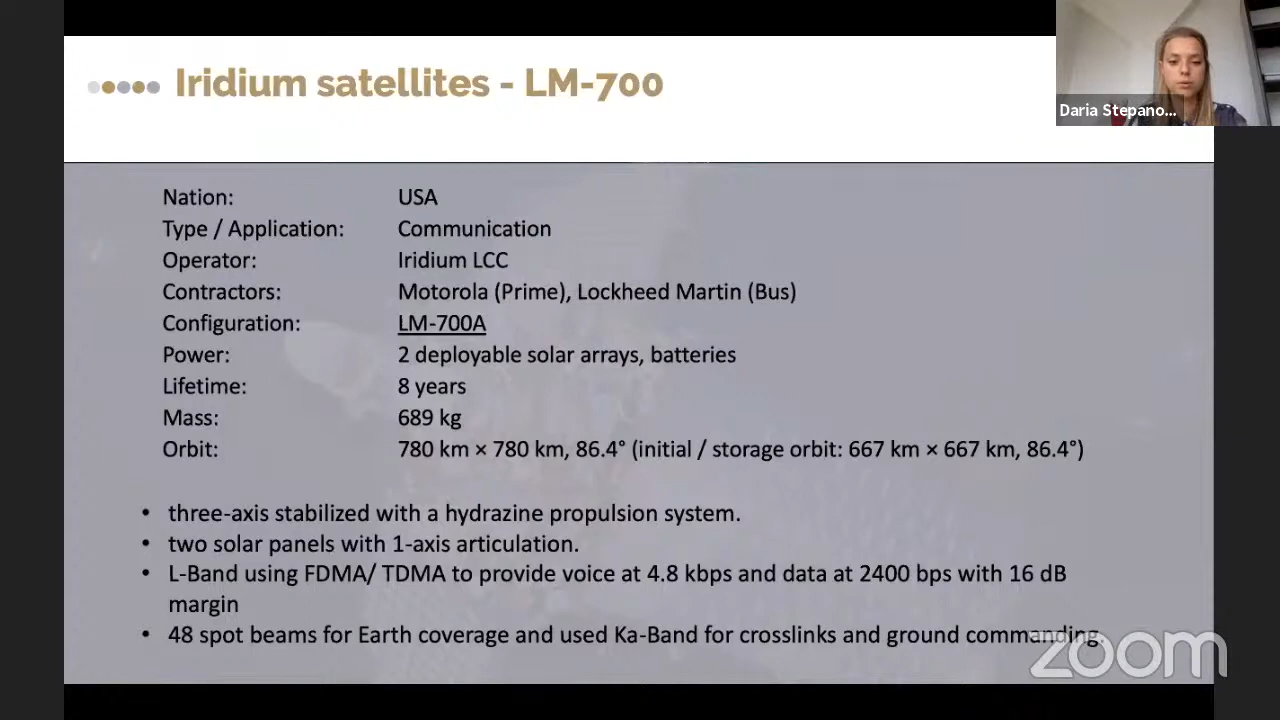 Iridium satellites - LM-700
Daria Stepano...
Nation: USA
Type / Application: Communication
Operator: Iridium LCC
Contractors: Motorola (Prime), Lockheed Martin (Bus)
Configuration: LM-700A
Power: 2 deployable solar arrays, batteries
Lifetime: 8 years
Mass: 689 kg
Orbit: 780 km × 780 km, 86.4° (initial / storage orbit: 667 km × 667 km, 86.4°)
• three-axis stabilized with a hydrazine propulsion system.
• two solar panels with 1-axis articulation.
• L-Band using FDMA/ TDMA to provide voice at 4.8 kbps and data at 2400 bps with 16 dB
margin
• 48 spot beams for Earth coverage and used Ka-Band for crosslinks and ground commanding.
zoom